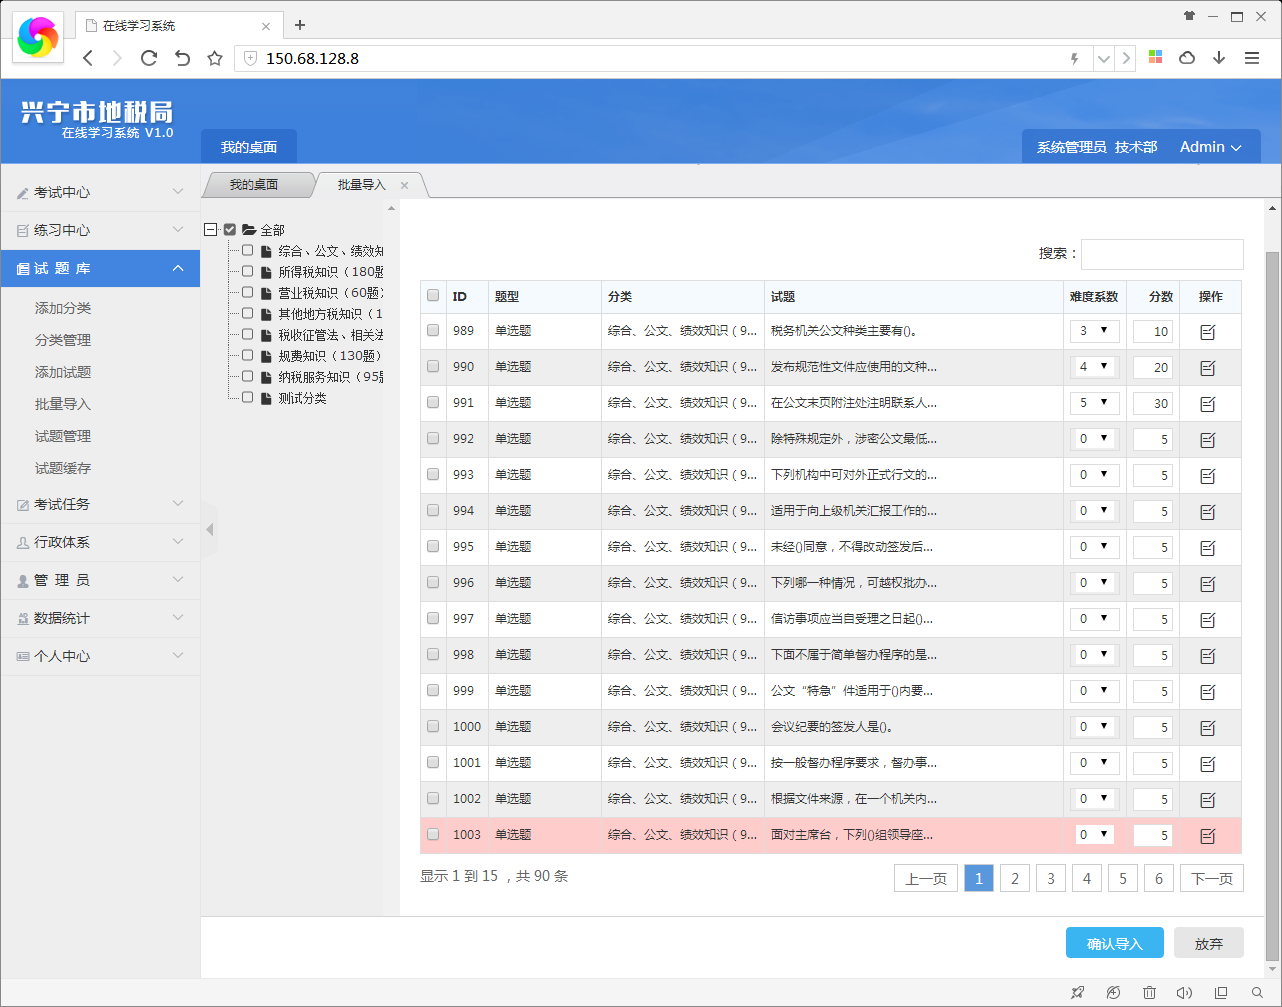 在线学习系统
150.68.128.8
兴宁市地税局
在线学习系统 V1.0
我的桌面
系统管理员 技术部 Admin
我的桌面 批量导入
考试中心
练习中心
试 题 库
添加分类
分类管理
添加试题
批量导入
试题管理
试题缓存
考试任务
行政体系
管 理 员
数据统计
个人中心
全部
综合、公文、绩效知
所得税知识（180题
营业税知识（60题）
其他地方税知识（1
税收征管法、相关法
规费知识（130题）
纳税服务知识（95题
测试分类
搜索：
ID 题型 分类 试题 难度系数 分数 操作
989 单选题 综合、公文、绩效知识（9... 税务机关公文种类主要有()。 3 10
990 单选题 综合、公文、绩效知识（9... 发布规范性文件应使用的文种... 4 20
991 单选题 综合、公文、绩效知识（9... 在公文末页附注处注明联系人... 5 30
992 单选题 综合、公文、绩效知识（9... 除特殊规定外，涉密公文最低... 0 5
993 单选题 综合、公文、绩效知识（9... 下列机构中可对外正式行文的... 0 5
994 单选题 综合、公文、绩效知识（9... 适用于向上级机关汇报工作的... 0 5
995 单选题 综合、公文、绩效知识（9... 未经()同意，不得改动签发后... 0 5
996 单选题 综合、公文、绩效知识（9... 下列哪一种情况，可越权批办... 0 5
997 单选题 综合、公文、绩效知识（9... 信访事项应当自受理之日起()... 0 5
998 单选题 综合、公文、绩效知识（9... 下面不属于简单督办程序的是... 0 5
999 单选题 综合、公文、绩效知识（9... 公文“特急”件适用于()内要... 0 5
1000 单选题 综合、公文、绩效知识（9... 会议纪要的签发人是()。 0 5
1001 单选题 综合、公文、绩效知识（9... 按一般督办程序要求，督办事... 0 5
1002 单选题 综合、公文、绩效知识（9... 根据文件来源，在一个机关内... 0 5
1003 单选题 综合、公文、绩效知识（9... 面对主席台，下列()组领导座... 0 5
显示 1 到 15 ，共 90 条
上一页 1 2 3 4 5 6 下一页
确认导入 放弃